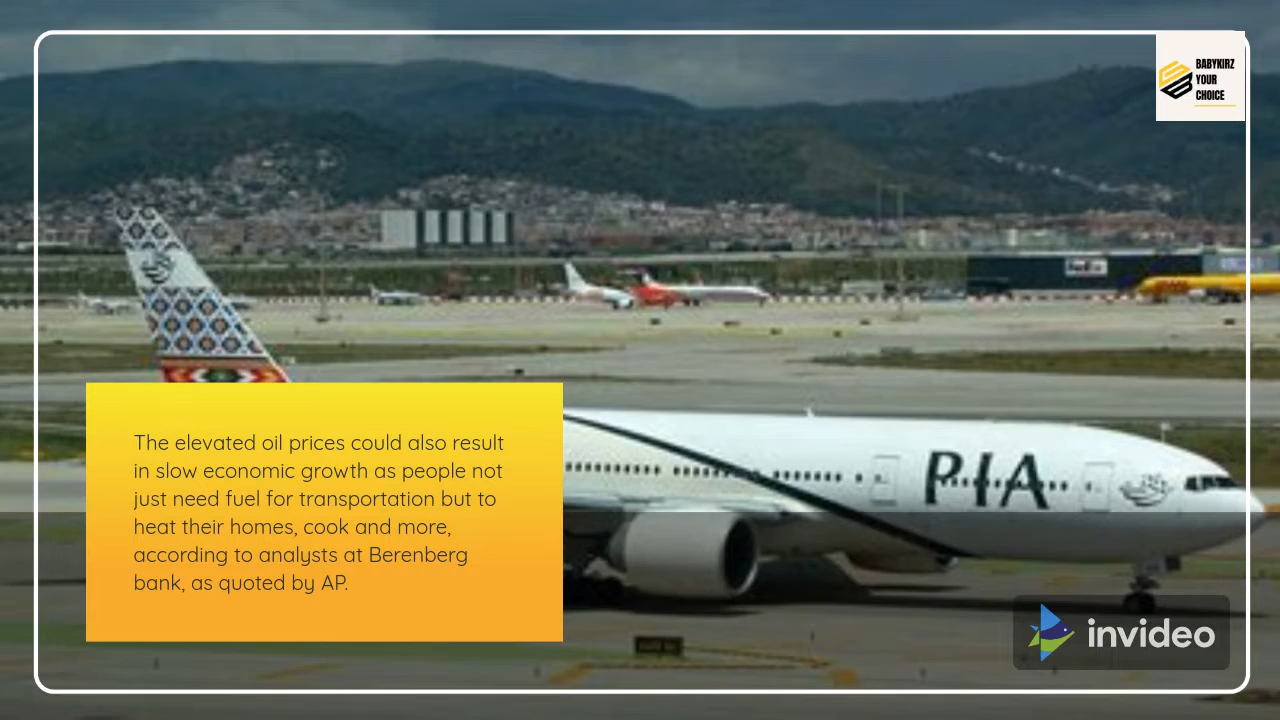 BABYKIRZ
YOUR
CHOICE
FedEx
The elevated oil prices could also result
in slow economic growth as people not
just need fuel for transportation but to
heat their homes, cook and more,
according to analysts at Berenberg
bank, as quoted by AP.
PIA
invideo